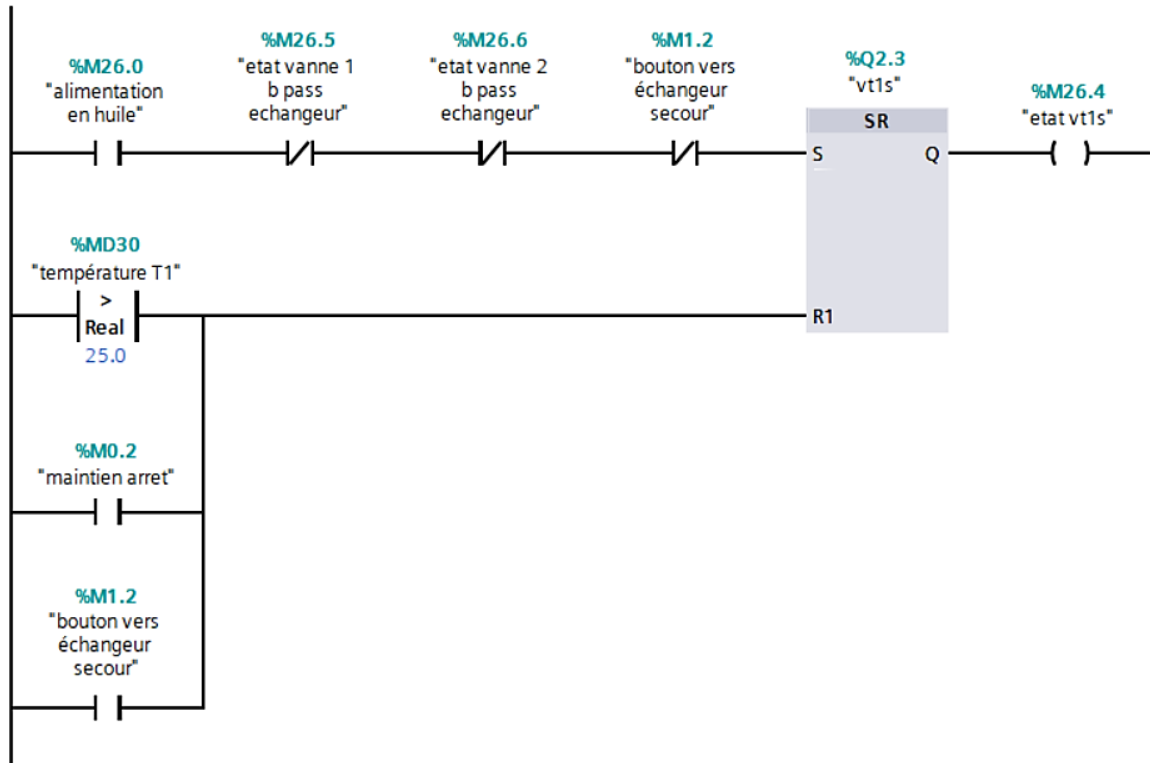 %M26.0
"alimentation
en huile"
%M26.5
"etat vanne 1
b pass
echangeur"
%M26.6
"etat vanne 2
b pass
echangeur"
%M1.2
"bouton vers
échangeur
secour"
%Q2.3
"vt1s"
SR
S
Q
R1
%M26.4
"etat vt1s"
%MD30
"température T1"
>
Real
25.0
%M0.2
"maintien arret"
%M1.2
"bouton vers
échangeur
secour"